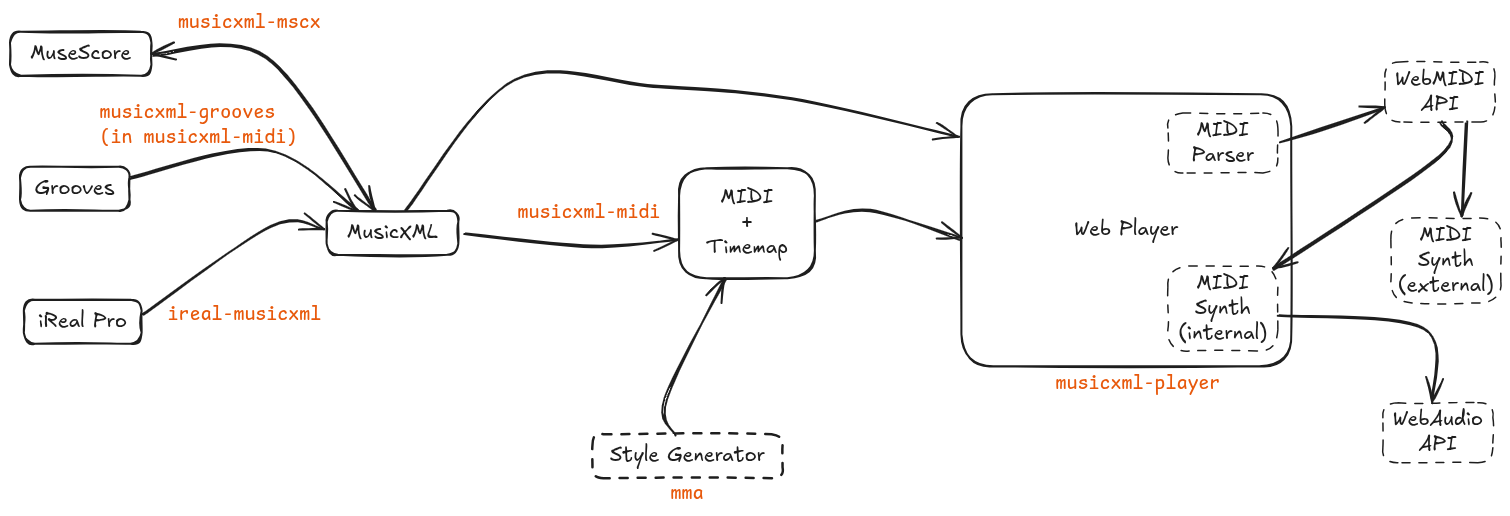 musicxml-mscx
MuseScore
musicxml-grooves
(in musicxml-midi)
Grooves
iReal Pro
ireal-musicxml
MusicXML
musicxml-midi
MIDI
+
Timemap
Style Generator
mma
Web Player
MIDI
Parser
MIDI
Synth
(internal)
musicxml-player
WebMIDI
API
MIDI
Synth
(external)
WebAudio
API